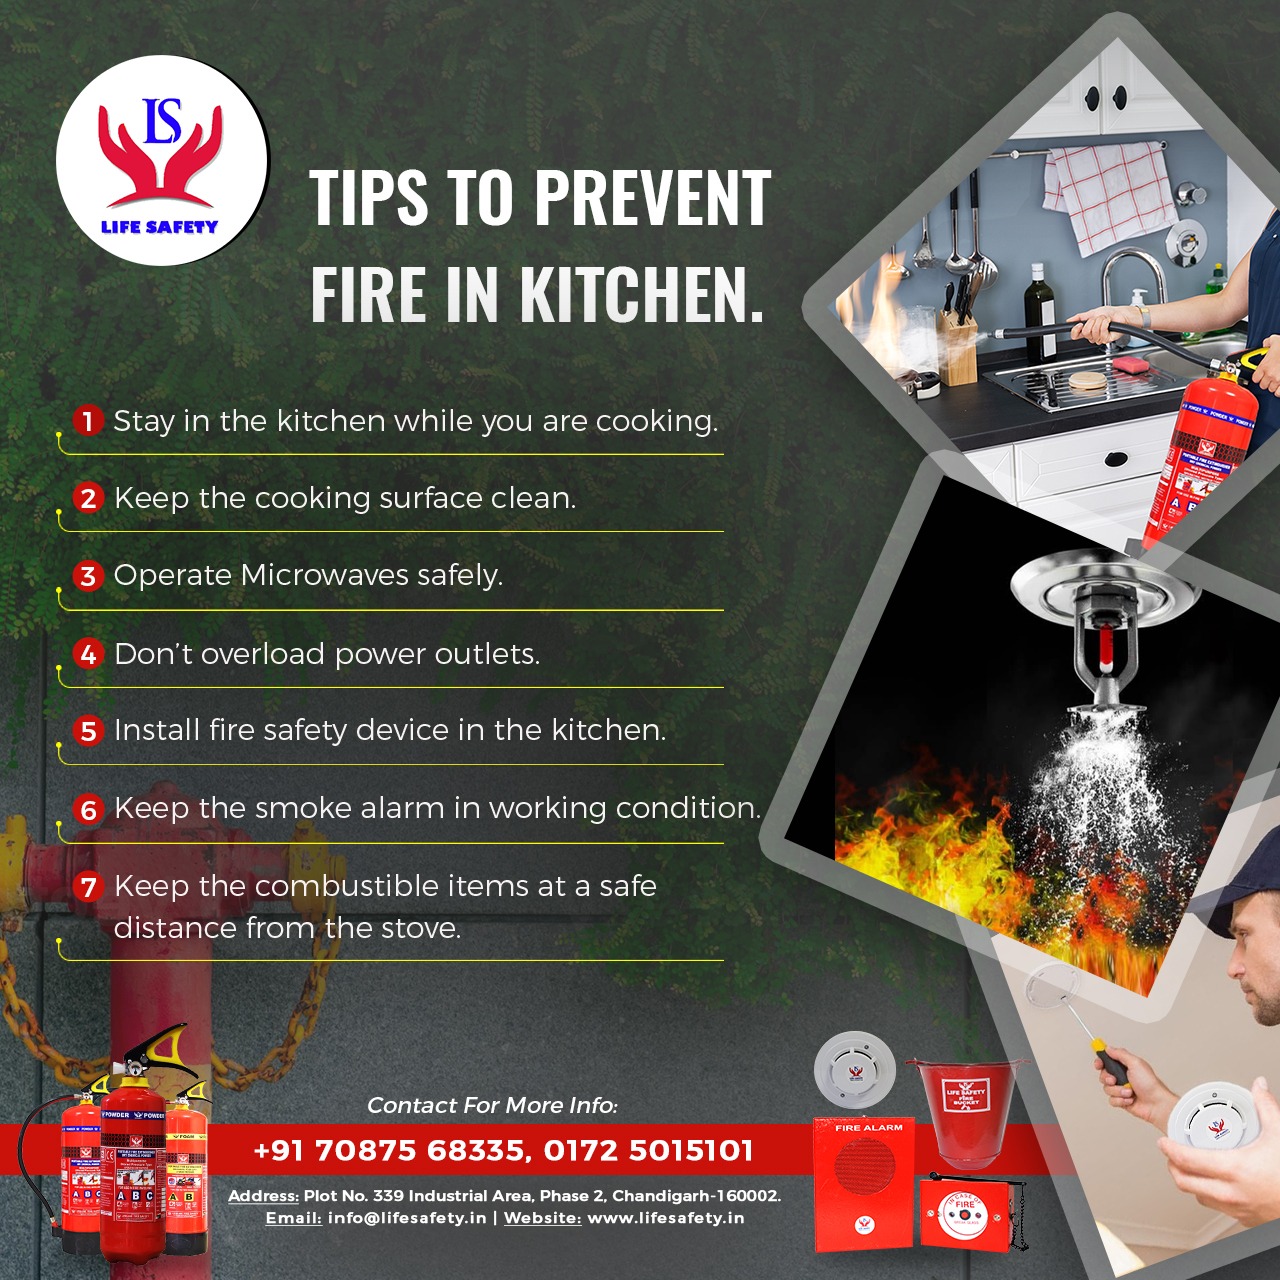 LS
LIFE SAFETY
TIPS TO PREVENT
FIRE IN KITCHEN.
1 Stay in the kitchen while you are cooking.
2 Keep the cooking surface clean.
3 Operate Microwaves safely.
4 Don’t overload power outlets.
5 Install fire safety device in the kitchen.
6 Keep the smoke alarm in working condition.
7 Keep the combustible items at a safe
distance from the stove.
Contact For More Info:
+91 70875 68335, 0172 5015101
Address: Plot No. 339 Industrial Area, Phase 2, Chandigarh-160002.
Email: info@lifesafety.in | Website: www.lifesafety.in
POWDER POWDER
FOAM
A B C
A B
FIRE ALARM
LIFE SAFETY
FIRE
BUCKET
IN CASE OF
FIRE
POWDER POWDER
A B